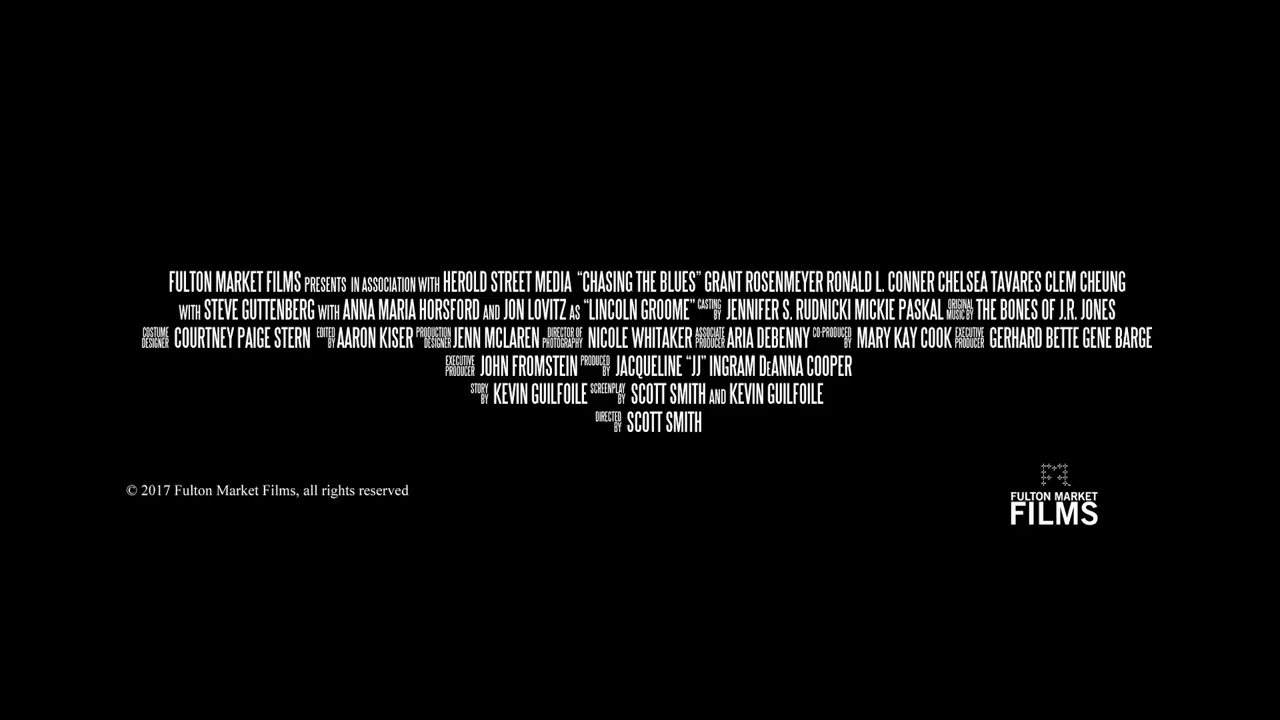 FULTON MARKET FILMS PRESENTS IN ASSOCIATION WITH HEROLD STREET MEDIA “CHASING THE BLUES” GRANT ROSENMEYER RONALD L. CONNER CHELSEA TAVARES CLEM CHEUNG
WITH STEVE GUTTENBERG WITH ANNA MARIA HORSFORD AND JON LOVITZ AS “LINCOLN GROOME” CASTING BY JENNIFER S. RUDNICKI MICKIE PASKAL ORIGINAL MUSIC BY THE BONES OF J.R. JONES
COSTUME DESIGNER COURTNEY PAIGE STERN EDITED BY AARON KISER PRODUCTION DESIGNER JENN MCLAREN DIRECTOR OF PHOTOGRAPHY NICOLE WHITAKER ASSOCIATE PRODUCER ARIA DEBENNY CO-PRODUCED BY MARY KAY COOK EXECUTIVE PRODUCER GERHARD BETTE GENE BARGE
EXECUTIVE PRODUCER JOHN FROMSTEIN PRODUCED BY JACQUELINE “JJ” INGRAM DEANNA COOPER
STORY BY KEVIN GUILFOILE SCREENPLAY BY SCOTT SMITH AND KEVIN GUILFOILE
DIRECTED BY SCOTT SMITH
© 2017 Fulton Market Films, all rights reserved
FULTON MARKET
FILMS